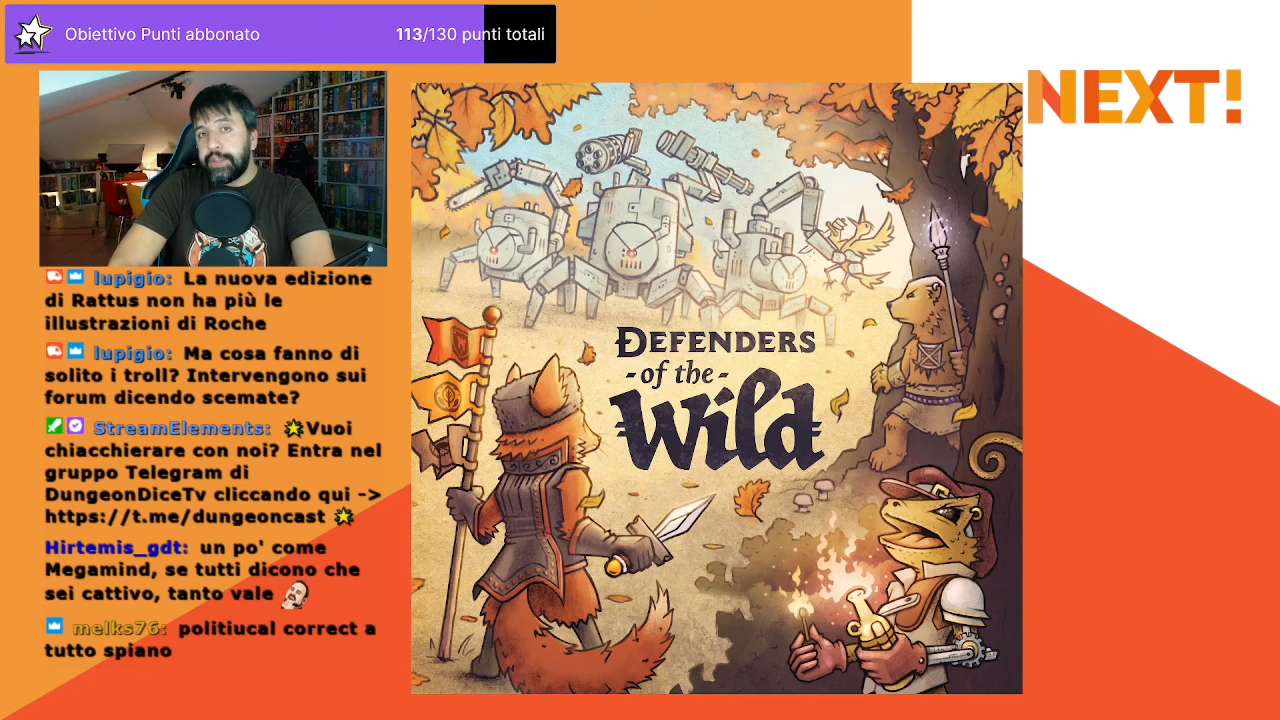 Obiettivo Punti abbonato 113/130 punti totali
NEXT!
lupigio: La nuova edizione
di Rattus non ha più le
illustrazioni di Roche
lupigio: Ma cosa fanno di
solito i troll? Intervengono sui
forum dicendo scemate?
StreamElements: Vuoi
chiacchierare con noi? Entra nel
gruppo Telegram di
DungeonDiceTv cliccando qui ->
https://t.me/dungeoncast
Hirtemis_gdt: un po' come
Megamind, se tutti dicono che
sei cattivo, tanto vale
melks76: politiucal correct a
tutto spiano
DEFENDERS
-of the-
Wild